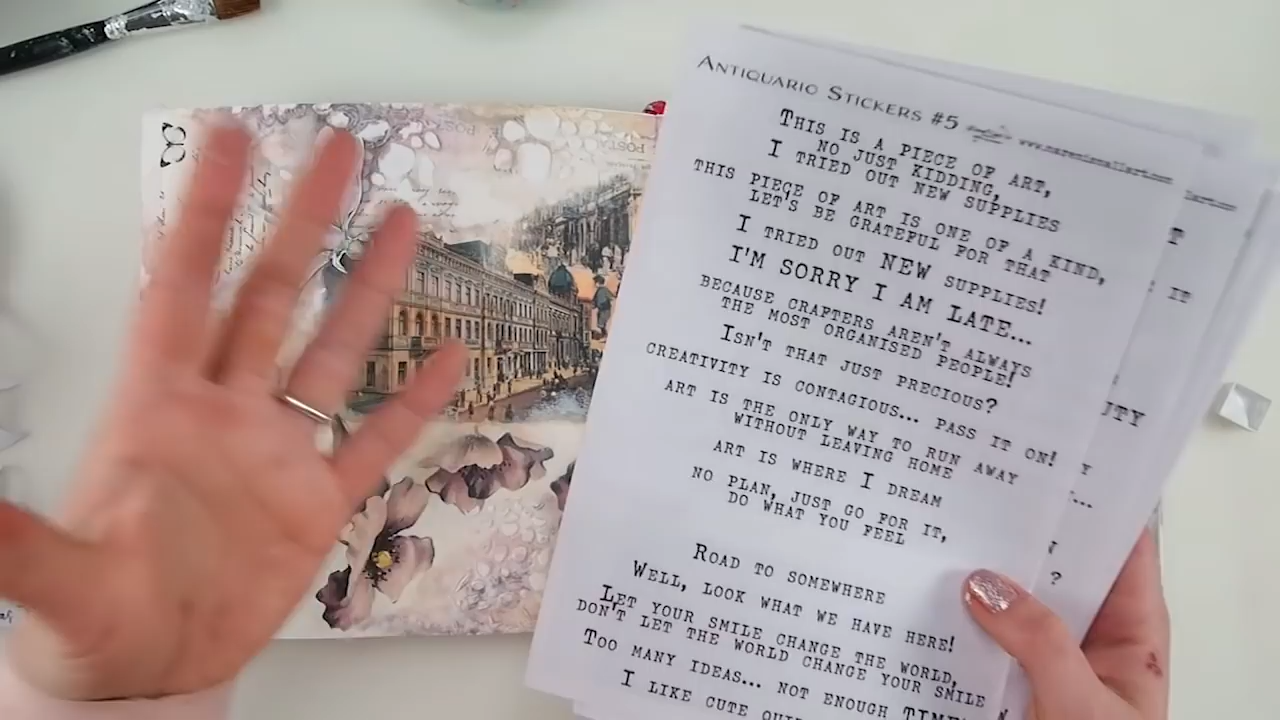 ANTIQUARIO STICKERS #5
THIS IS A PIECE OF ART,
NO JUST KIDDING,
I TRIED OUT NEW SUPPLIES
THIS PIECE OF ART IS ONE OF A KIND,
LET'S BE GRATEFUL FOR THAT
I TRIED OUT NEW SUPPLIES!
I'M SORRY I AM LATE...
BECAUSE CRAFTERS AREN'T ALWAYS
THE MOST ORGANISED PEOPLE!
ISN'T THAT JUST PRECIOUS?
CREATIVITY IS CONTAGIOUS... PASS IT ON!
ART IS THE ONLY WAY TO RUN AWAY
WITHOUT LEAVING HOME
ART IS WHERE I DREAM
NO PLAN, JUST GO FOR IT,
DO WHAT YOU FEEL
ROAD TO SOMEWHERE
WELL, LOOK WHAT WE HAVE HERE!
LET YOUR SMILE CHANGE THE WORLD,
DON'T LET THE WORLD CHANGE YOUR SMILE
TOO MANY IDEAS... NOT ENOUGH TIME
I LIKE CUTE
IT